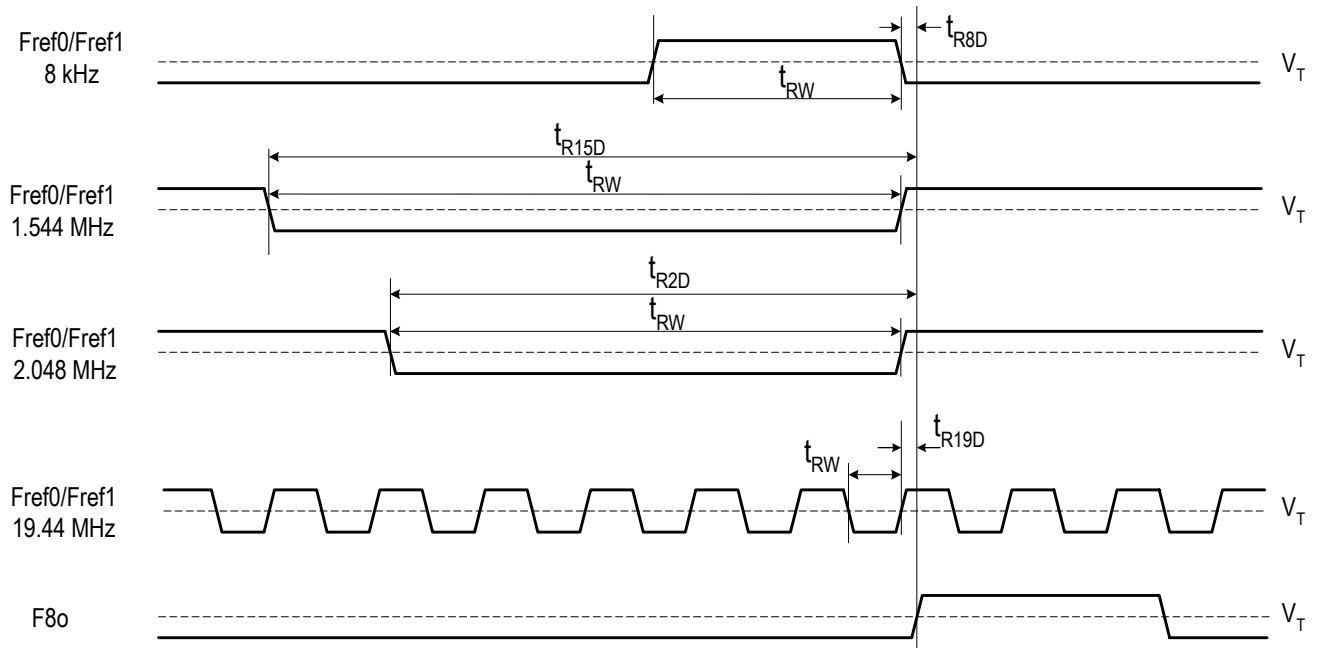 Fref0/Fref1
8 kHz
tR8D
tRW
VT
tR15D
tRW
Fref0/Fref1
1.544 MHz
VT
tR2D
tRW
Fref0/Fref1
2.048 MHz
VT
tR19D
tRW
Fref0/Fref1
19.44 MHz
VT
F8o
VT